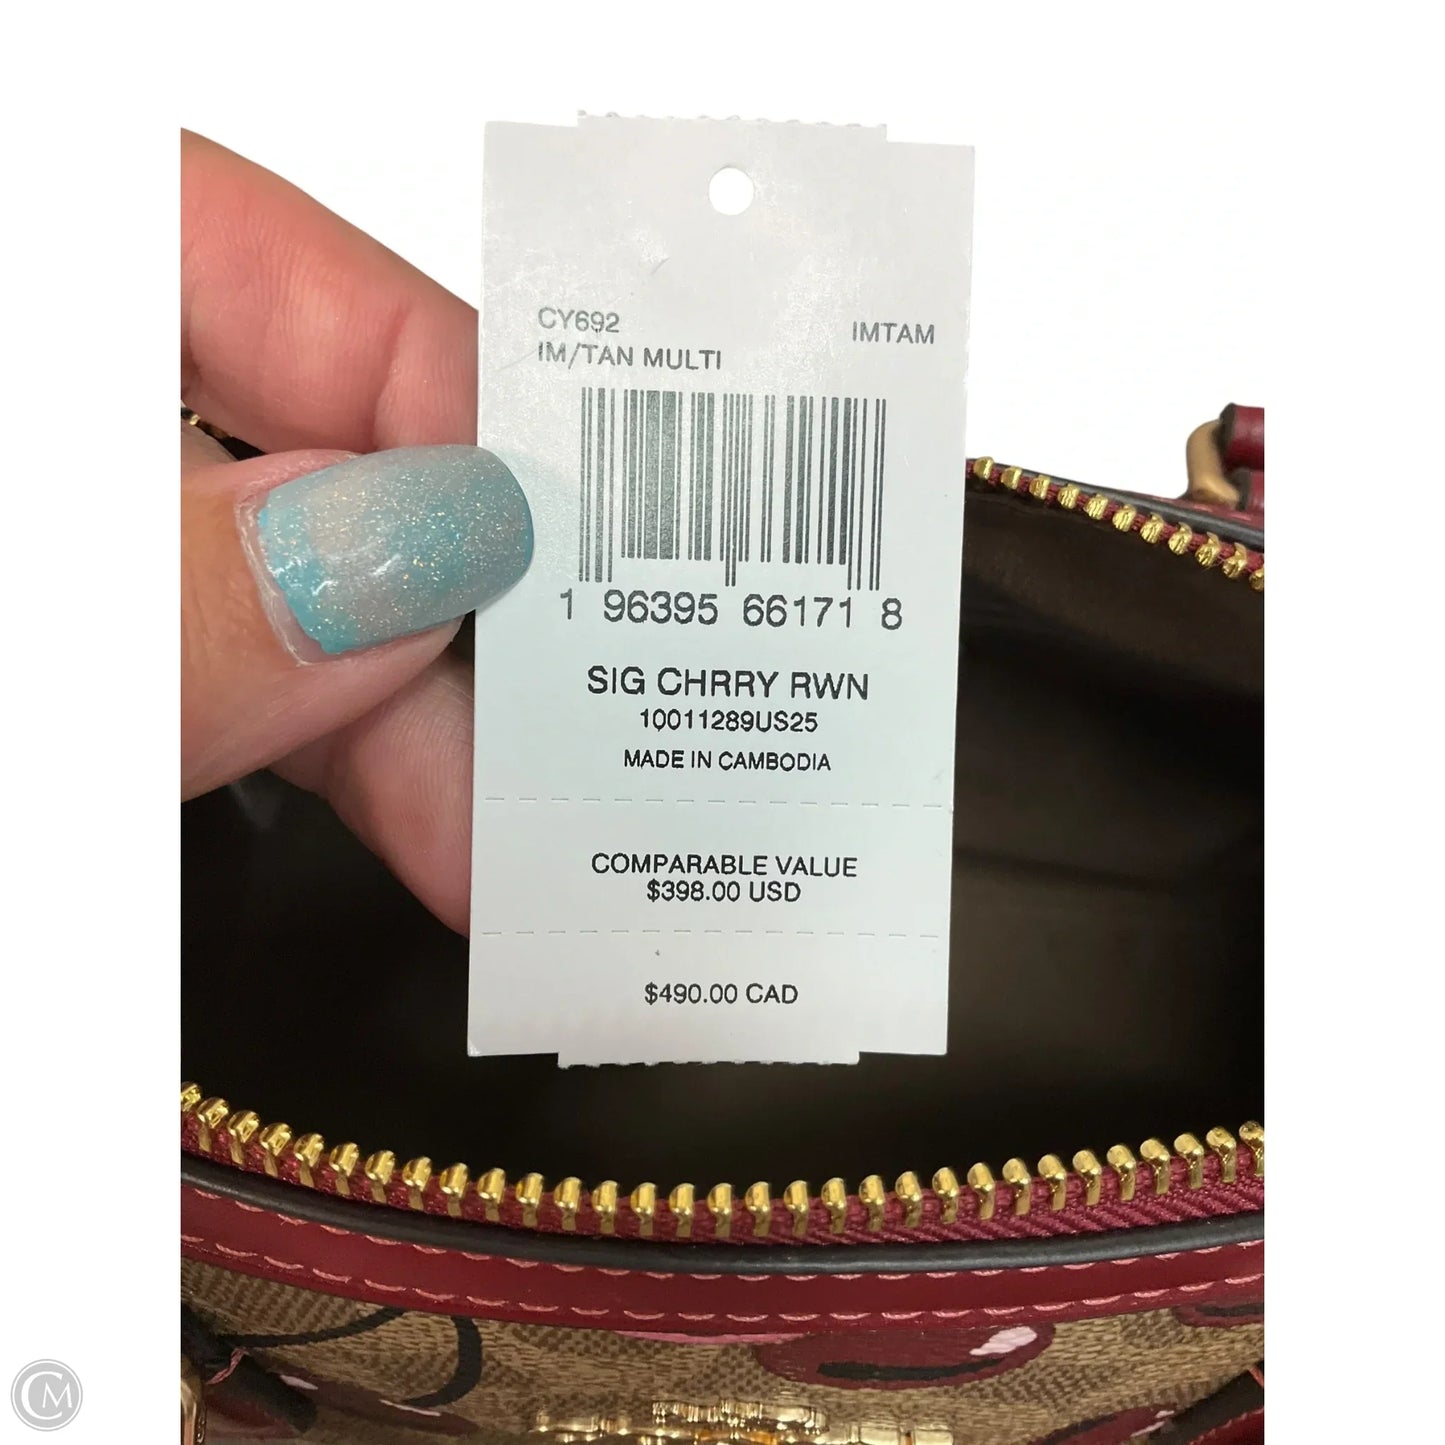 CY692 IMTAM
IM/TAN MULTI
1 96395 66171 8
SIG CHRRY RWN
10011289US25
MADE IN CAMBODIA
COMPARABLE VALUE
$398.00 USD
$490.00 CAD
CM